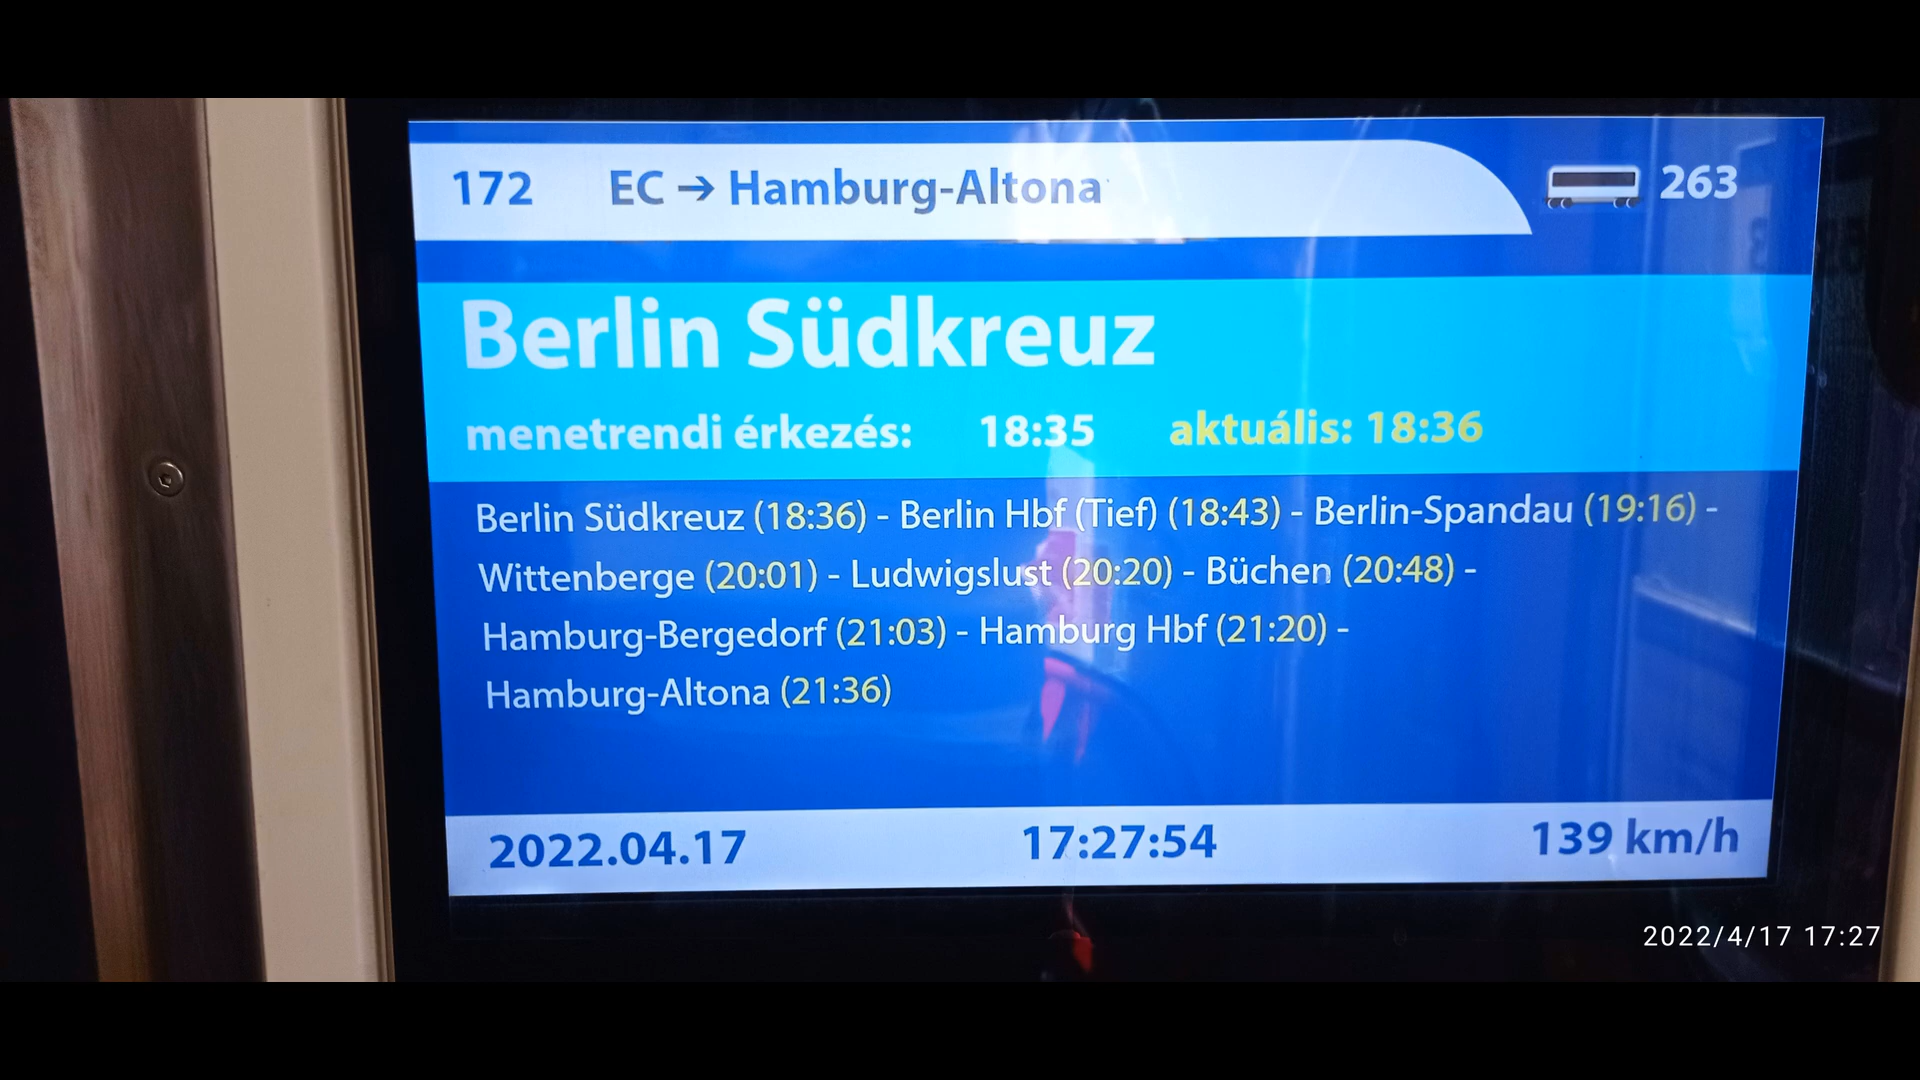 172 EC → Hamburg-Altona 263
Berlin Südkreuz
menetrendi érkezés: 18:35 aktuális: 18:36
Berlin Südkreuz (18:36) - Berlin Hbf (Tief) (18:43) - Berlin-Spandau (19:16) -
Wittenberge (20:01) - Ludwigslust (20:20) - Büchen (20:48) -
Hamburg-Bergedorf (21:03) - Hamburg Hbf (21:20) -
Hamburg-Altona (21:36)
2022.04.17 17:27:54 139 km/h
2022/4/17 17:27